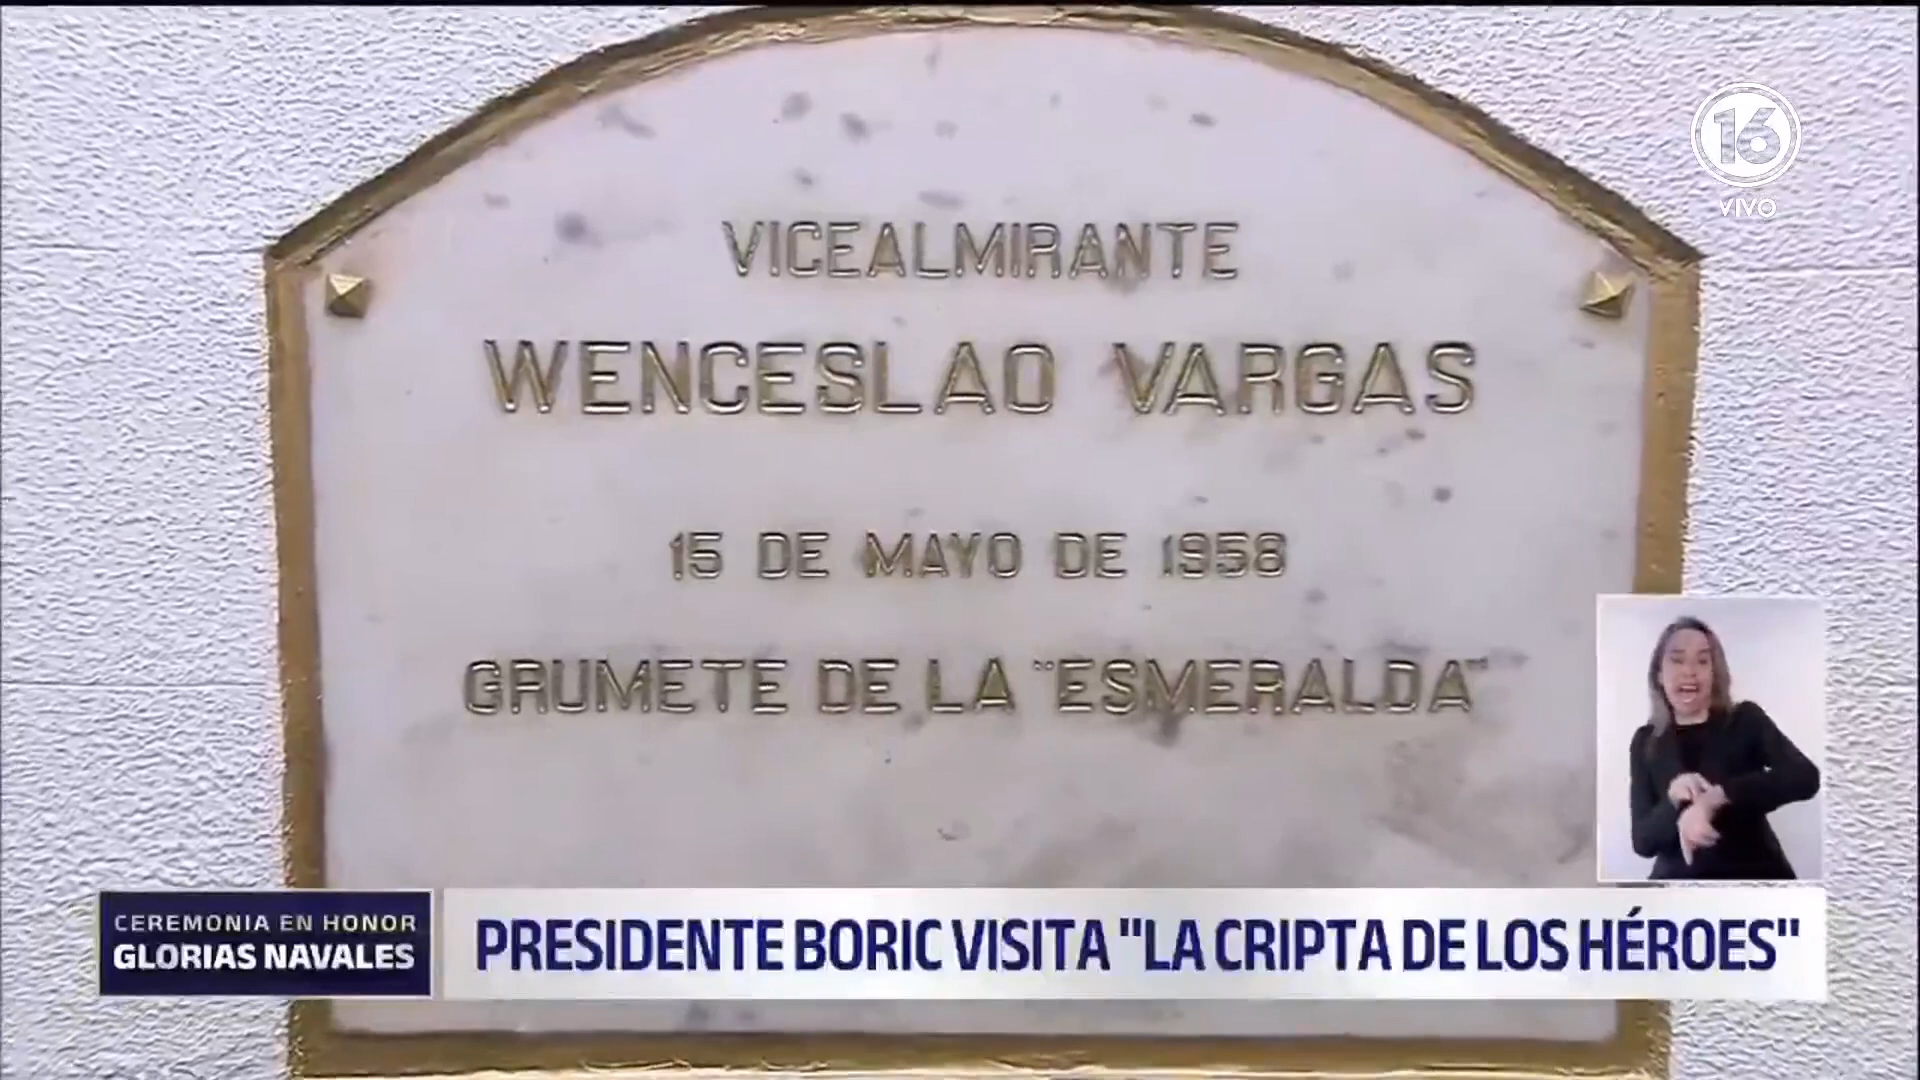 16
VIVO
VICEALMIRANTE
WENCESLAO VARGAS
15 DE MAYO DE 1958
GRUMETE DE LA "ESMERALDA"
CEREMONIA EN HONOR
GLORIAS NAVALES
PRESIDENTE BORIC VISITA "LA CRIPTA DE LOS HÉROES"